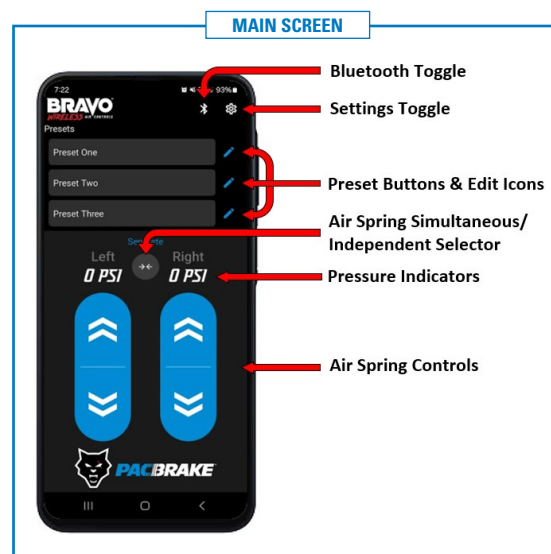 MAIN SCREEN
7:22
93%
BRAVO
WIRELESS AIR CONTROLS
Presets
Preset One
Preset Two
Preset Three
Left
0 PSI
Right
0 PSI
PACBRAKE
Bluetooth Toggle
Settings Toggle
Preset Buttons & Edit Icons
Air Spring Simultaneous/
Independent Selector
Pressure Indicators
Air Spring Controls